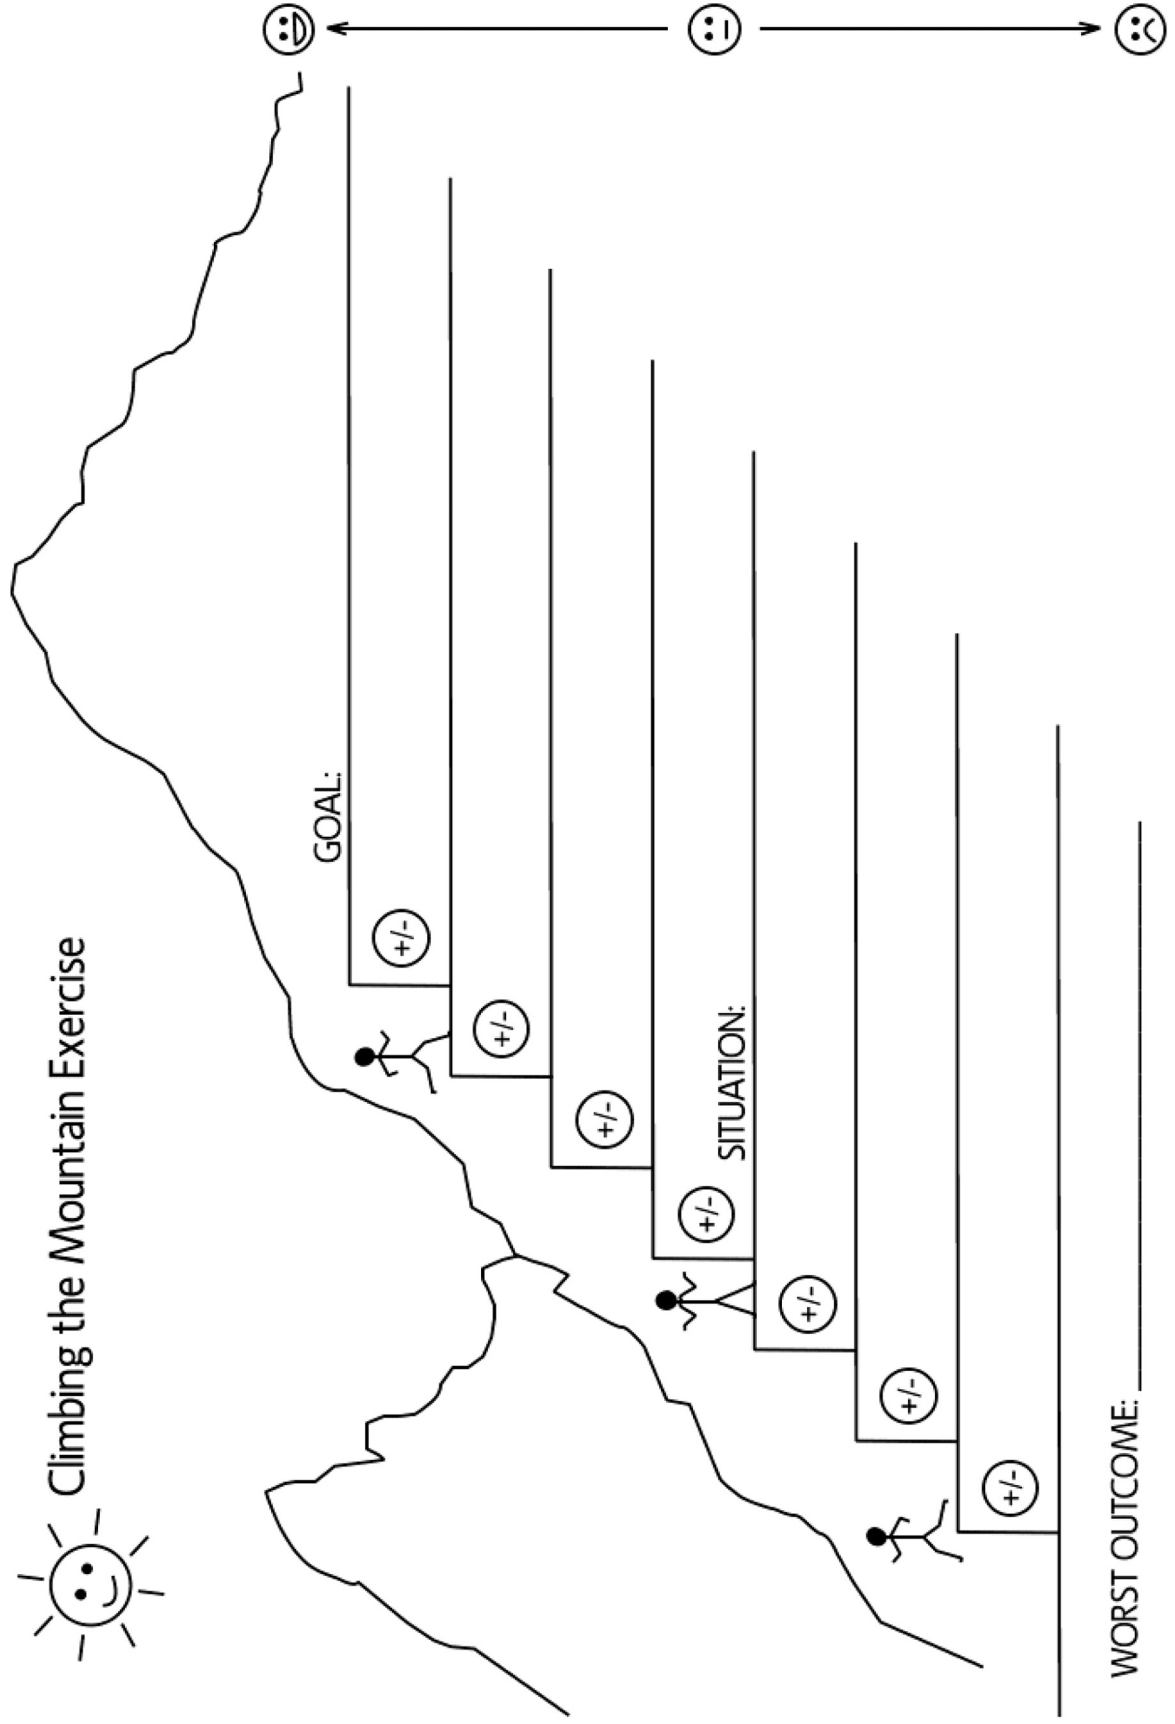 Climbing the Mountain Exercise
GOAL:
+/-
+/-
+/-
SITUATION:
+/-
+/-
+/-
+/-
WORST OUTCOME: